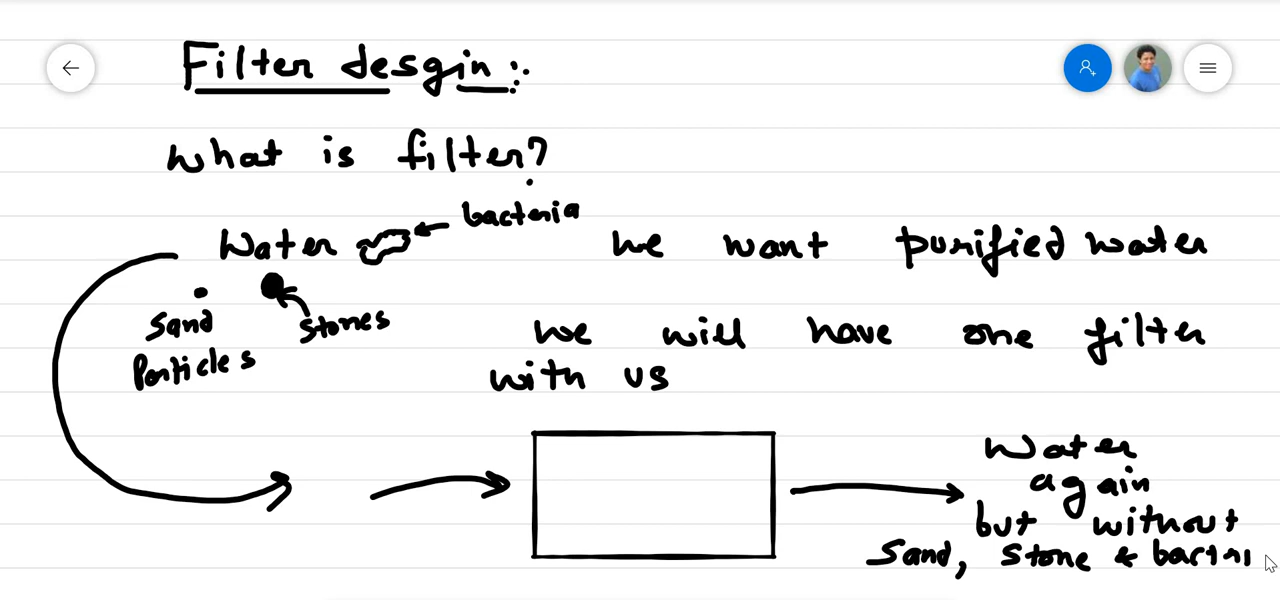 Filter desgin :.
What is filter?
bacteria
Water
We want purified water
Sand
Particles
Stones
We will have one filter
with us
Water
again
but without
Sand, Stone & bacteri